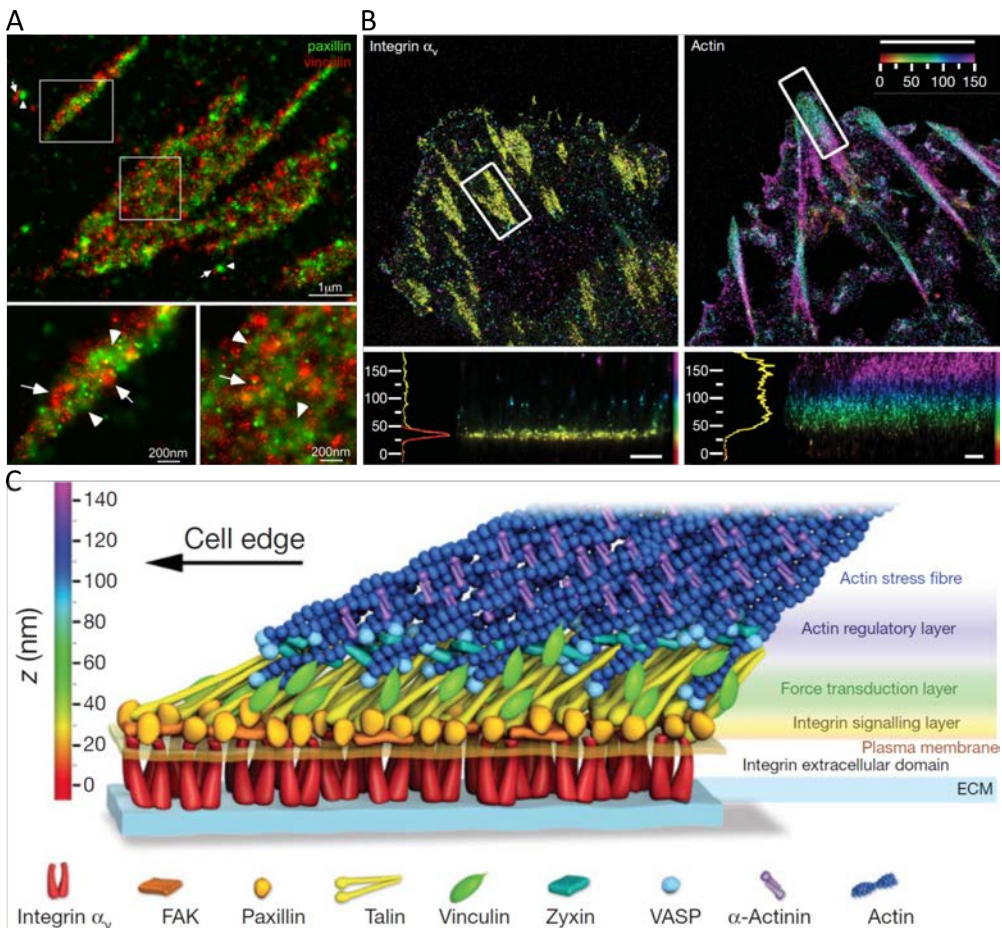 A
B
paxillin
vinculin
1µm
200nm
200nm
Integrin αv
Actin
0 50 100 150
150
100
50
0
150
100
50
0
C
140
120
100
80
60
40
20
0
z (nm)
Cell edge
Actin stress fibre
Actin regulatory layer
Force transduction layer
Integrin signalling layer
Plasma membrane
Integrin extracellular domain
ECM
Integrin αv FAK Paxillin Talin Vinculin Zyxin VASP α-Actinin Actin